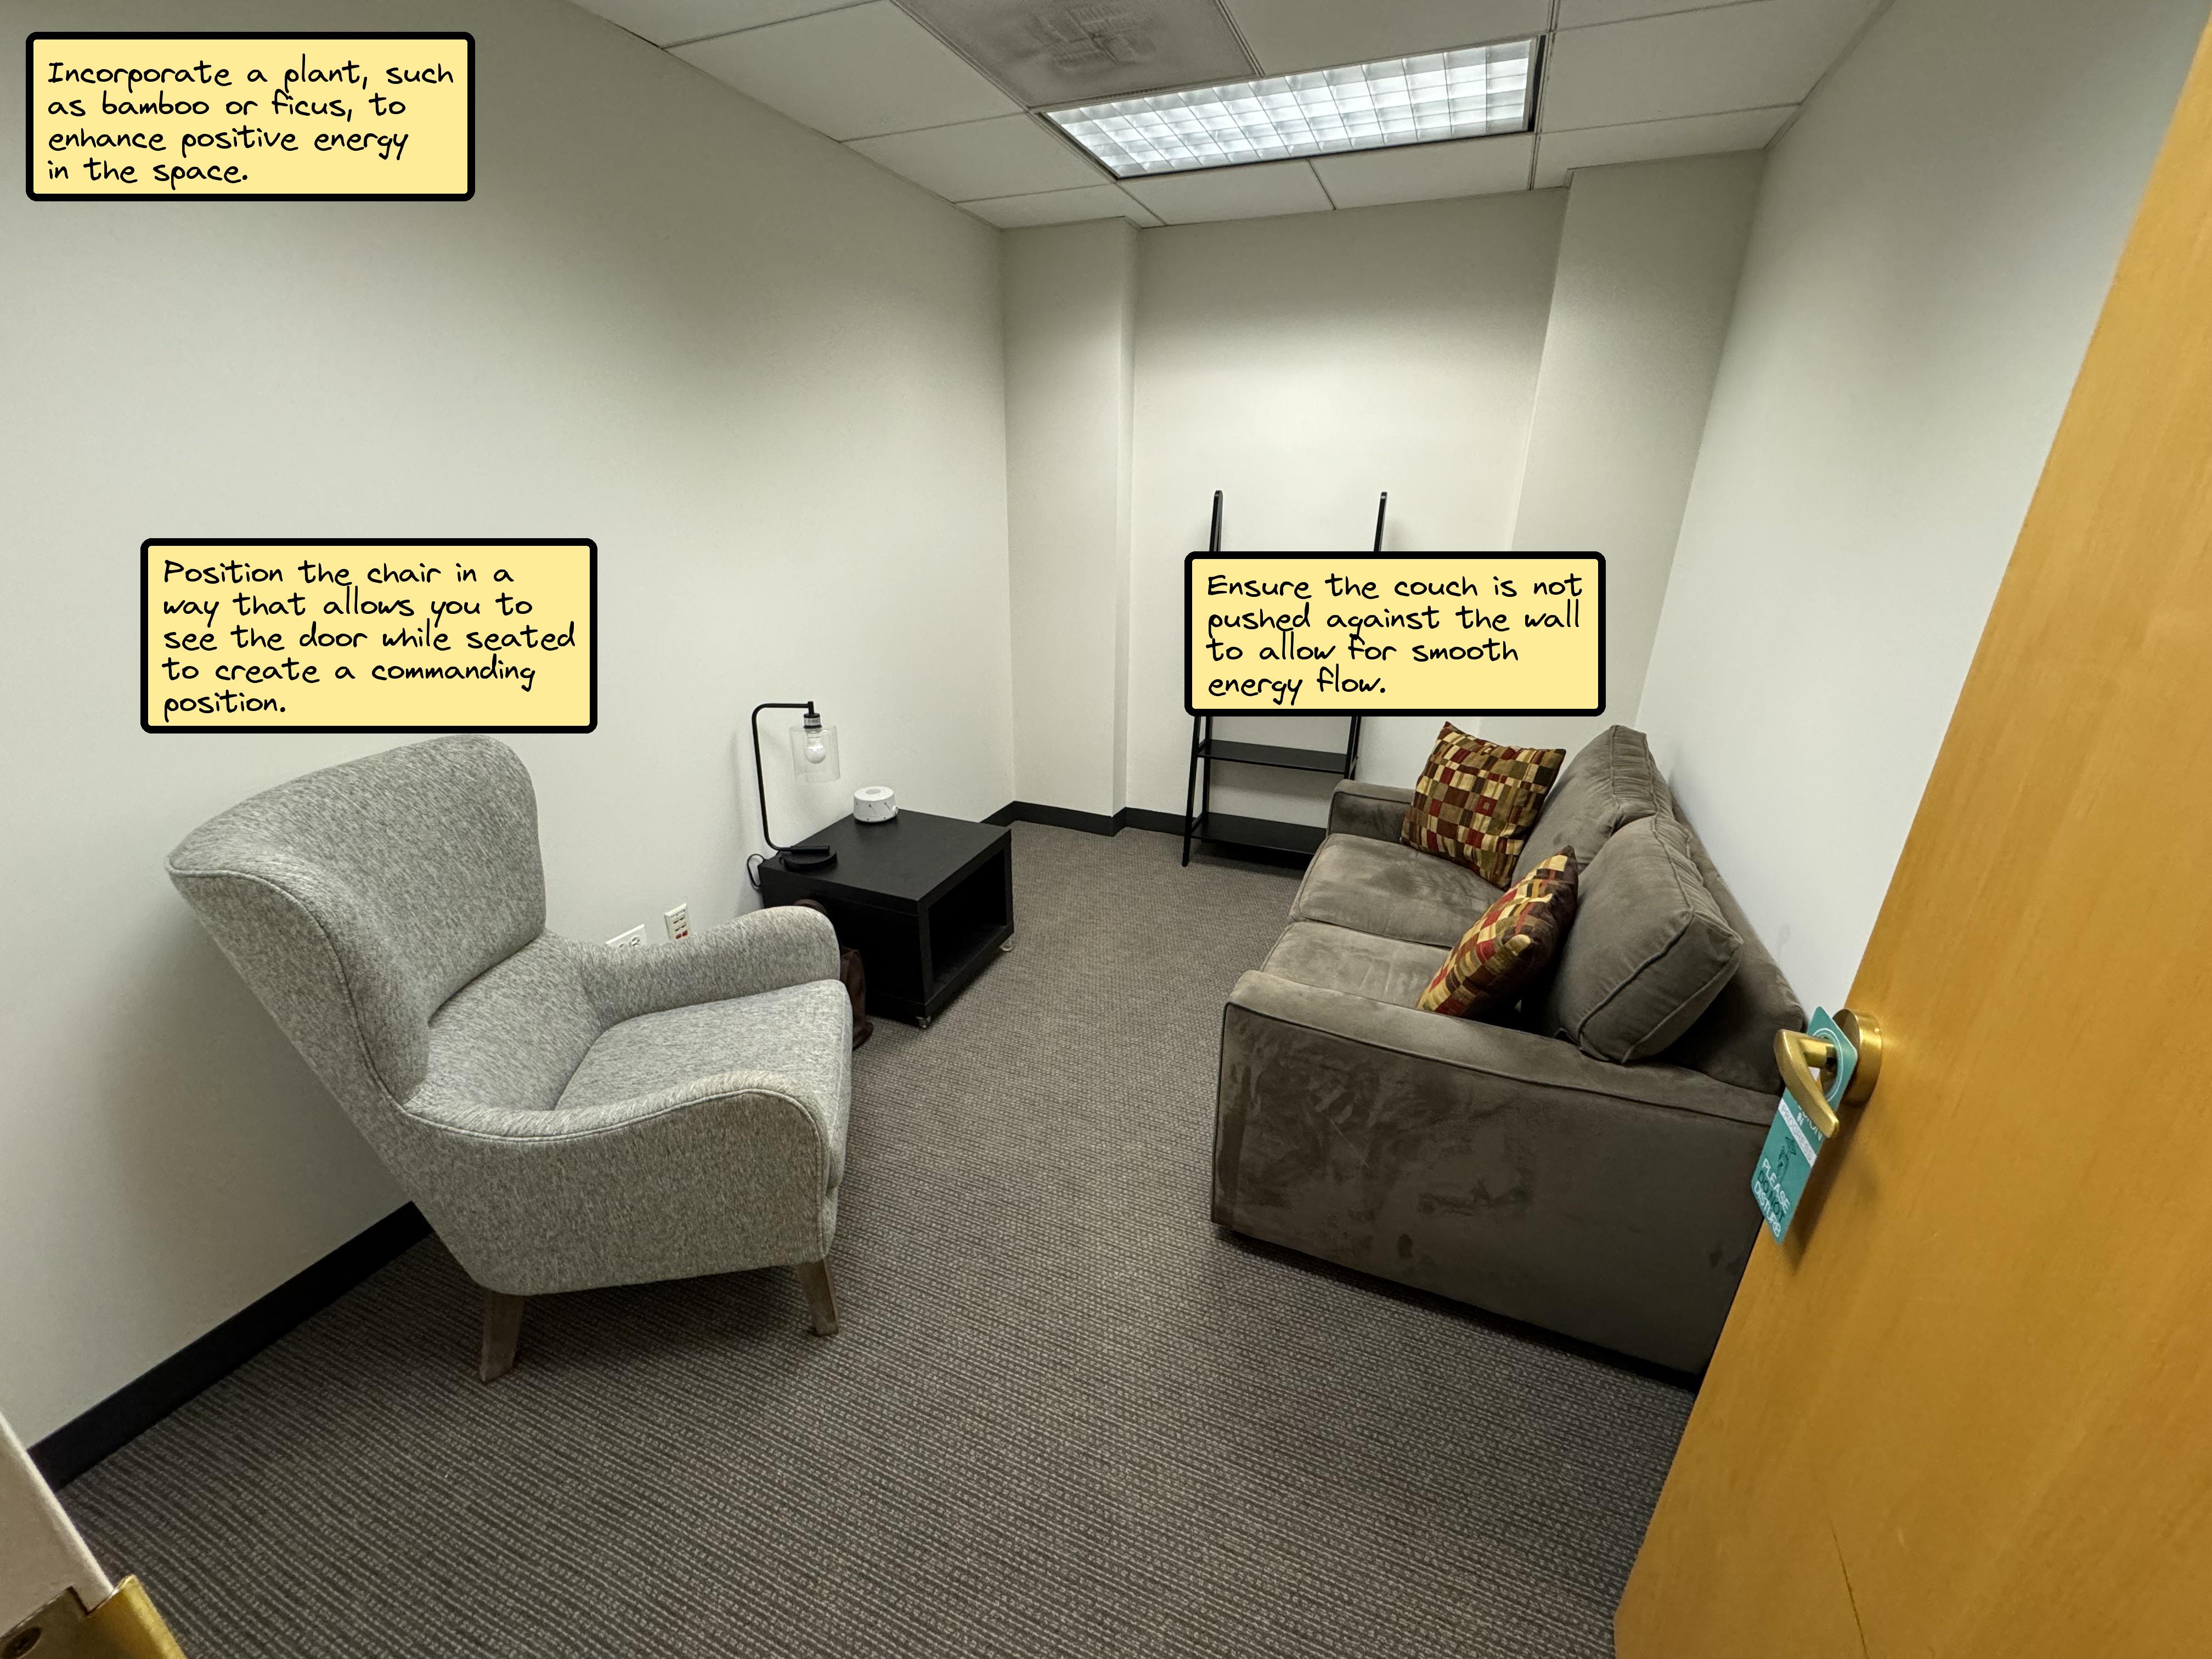 Incorporate a plant, such
as bamboo or ficus, to
enhance positive energy
in the space.
Position the chair in a
way that allows you to
see the door while seated
to create a commanding
position.
Ensure the couch is not
pushed against the wall
to allow for smooth
energy flow.
PLEASE
DO NOT
DISTURB